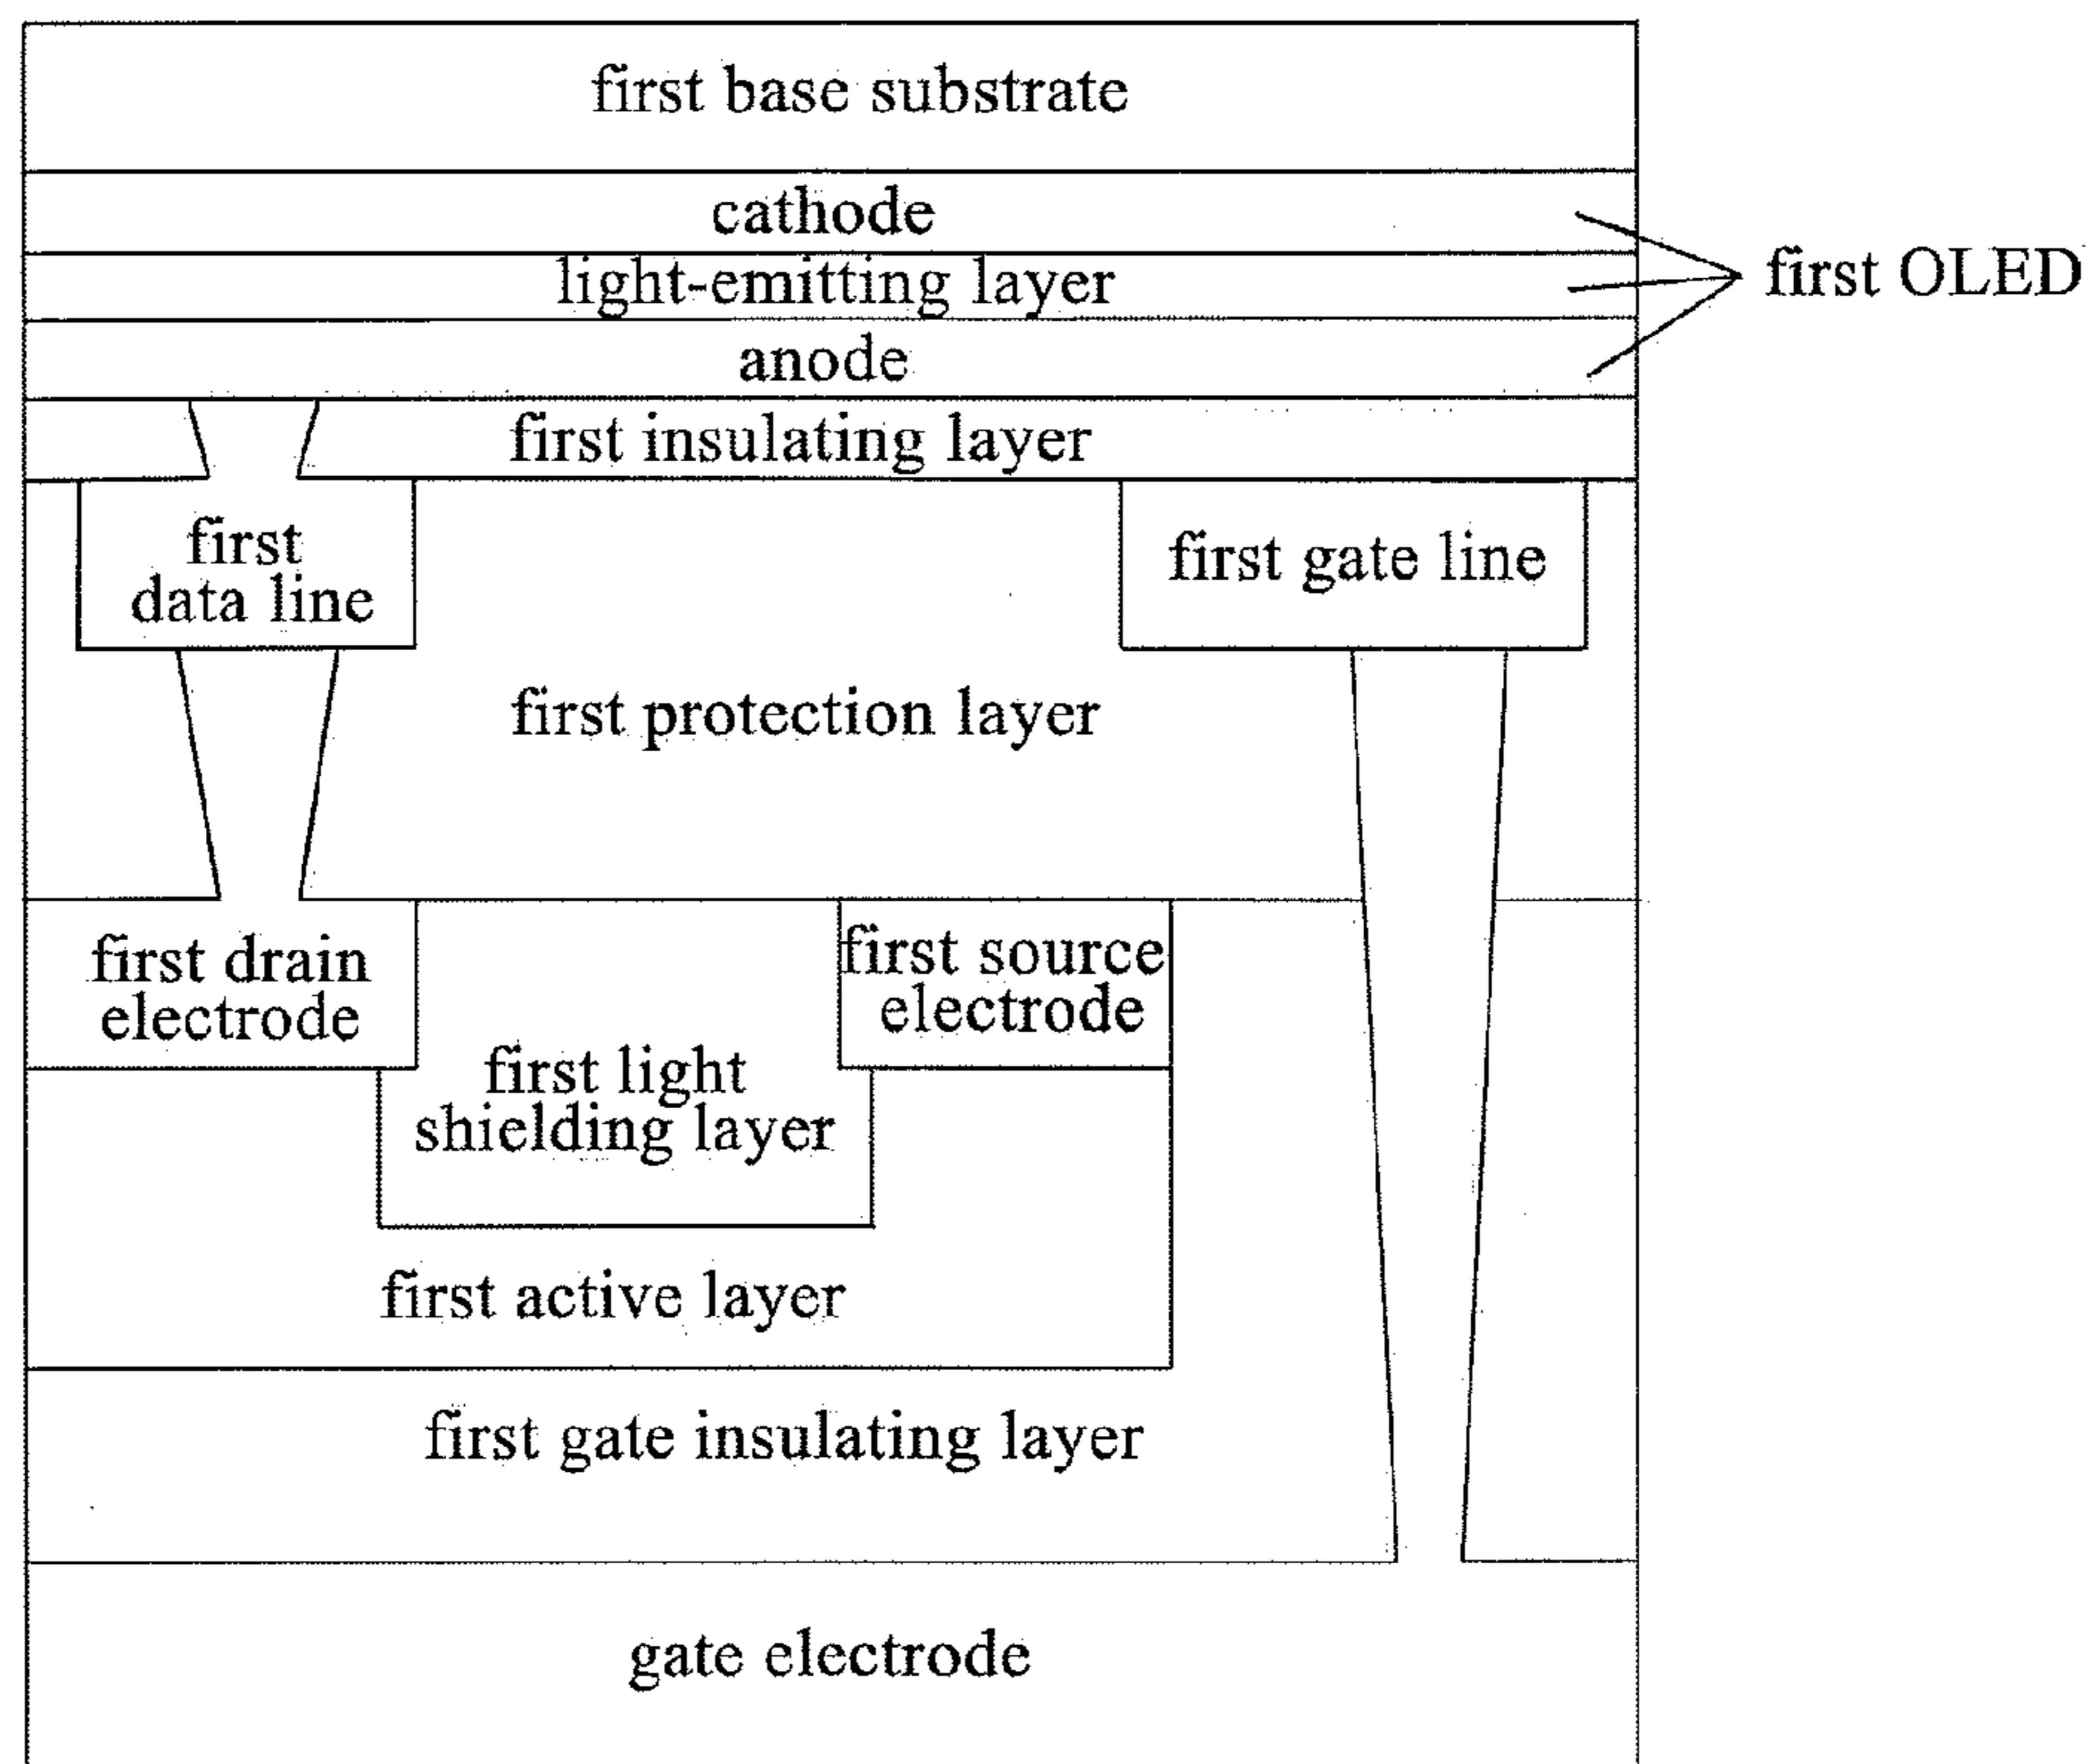 first base substrate
cathode
light-emitting layer
first OLED
anode
first insulating layer
first
data line
first gate line
first protection layer
first drain
electrode
first source
electrode
first light
shielding layer
first active layer
first gate insulating layer
gate electrode